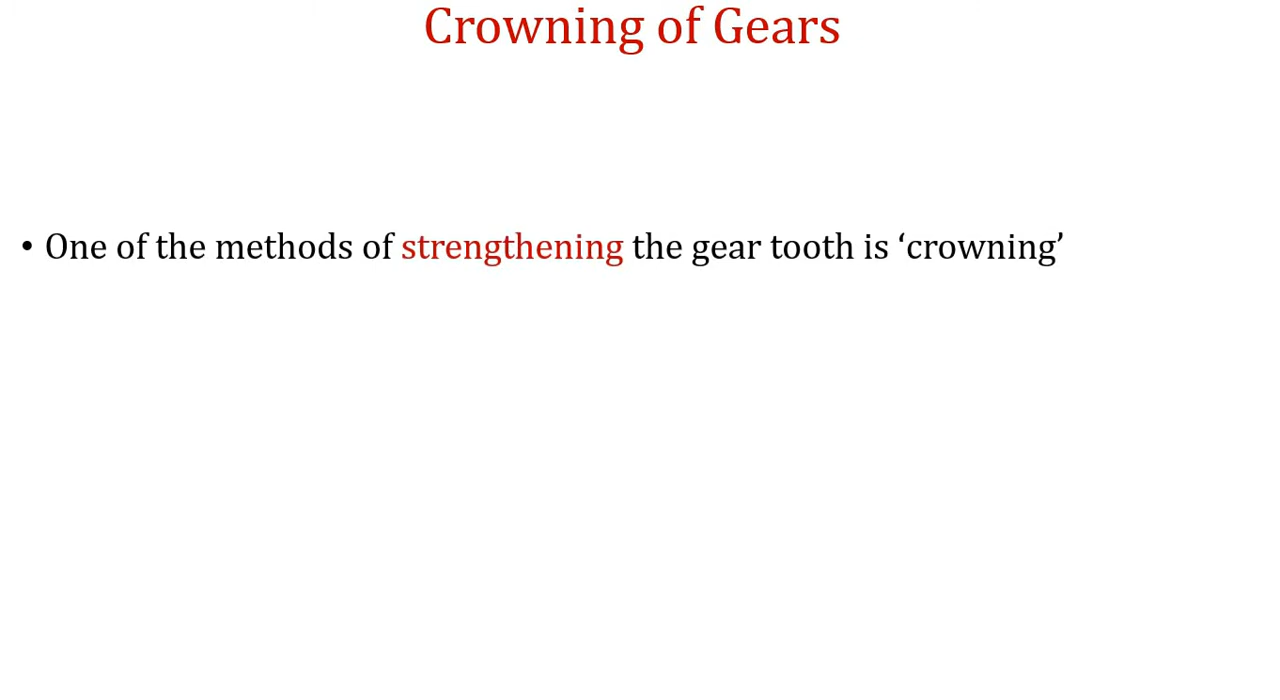 Crowning of Gears
• One of the methods of strengthening the gear tooth is ‘crowning’